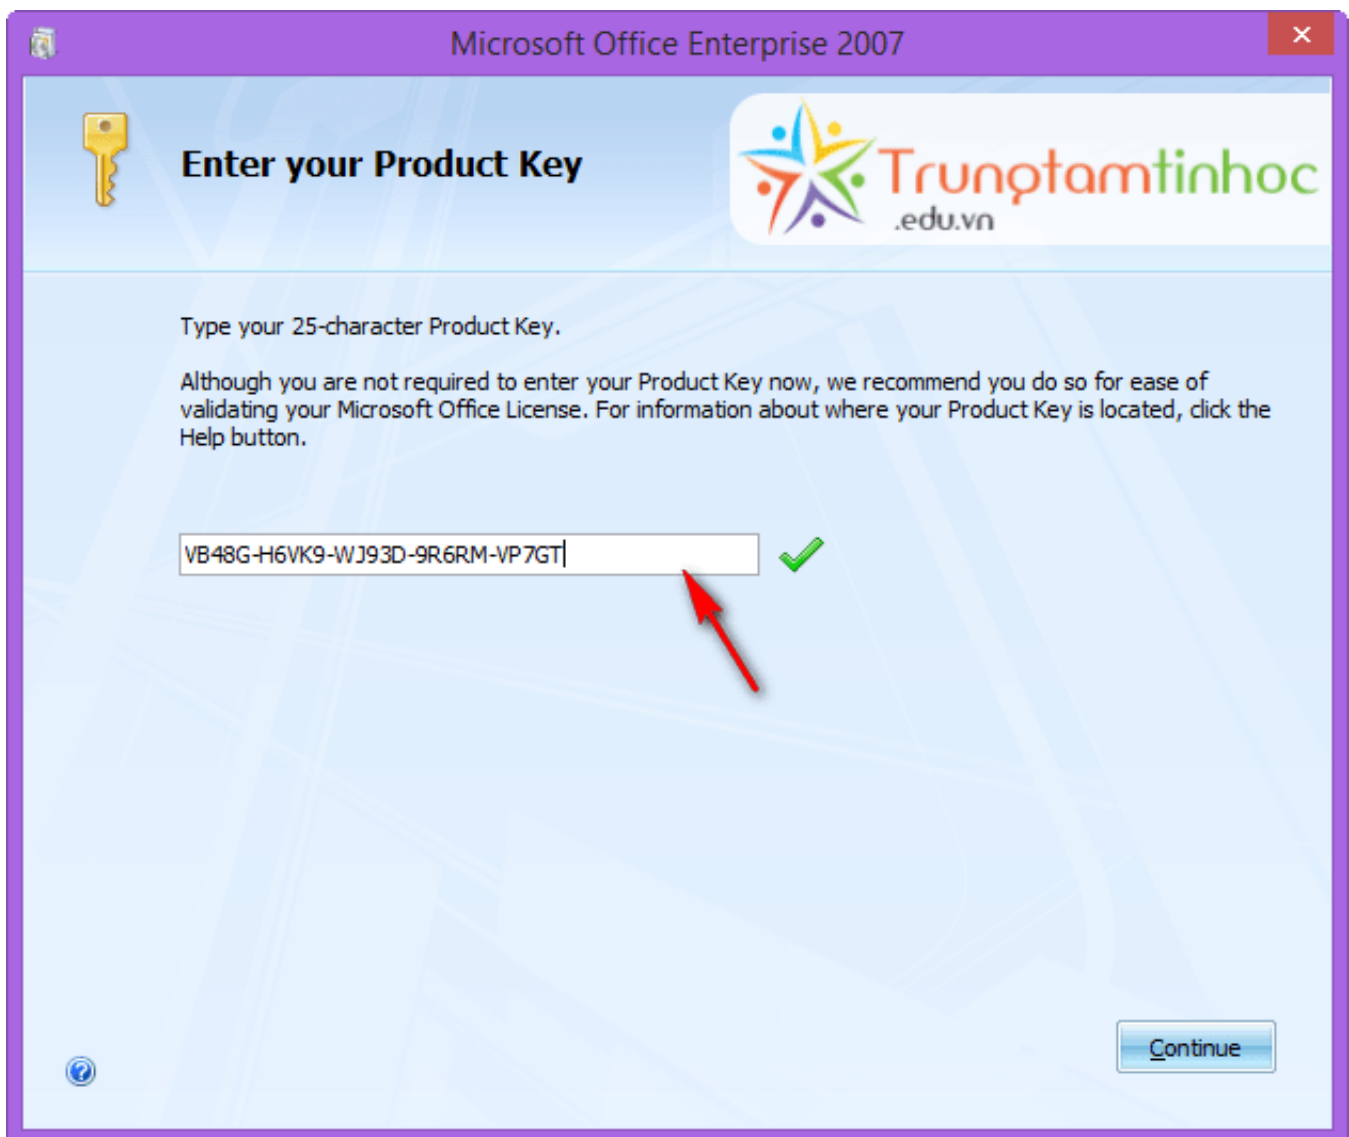 Microsoft Office Enterprise 2007
Enter your Product Key
Trungtamtinhoc
.edu.vn
Type your 25-character Product Key.
Although you are not required to enter your Product Key now, we recommend you do so for ease of
validating your Microsoft Office License. For information about where your Product Key is located, click the
Help button.
VB48G-H6VK9-WJ93D-9R6RM-VP7GT
Continue